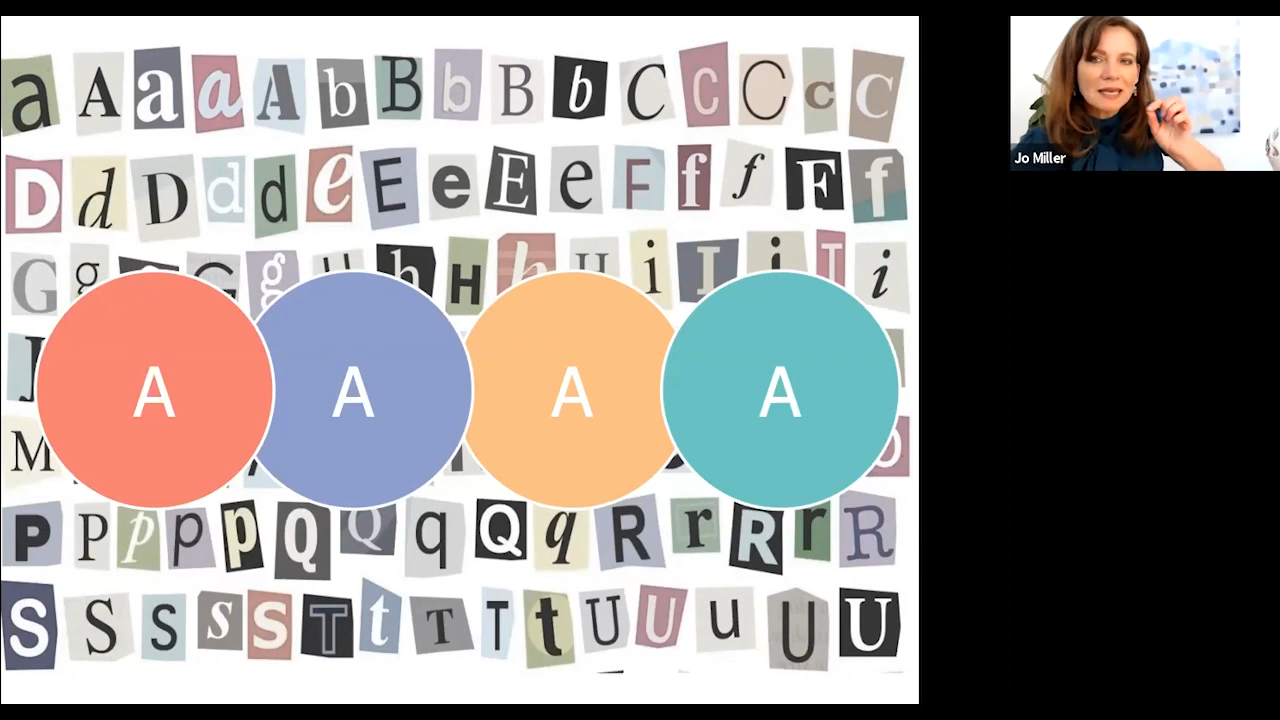 a A a a A b B b B b C C C c C
D d D d d e E e E e F f f F f
G g G g h H h H i I i I i
J
A A A A
M
P P p p p Q Q q Q q R r R r R
S S S s S T t T T t U U u U U
Jo Miller